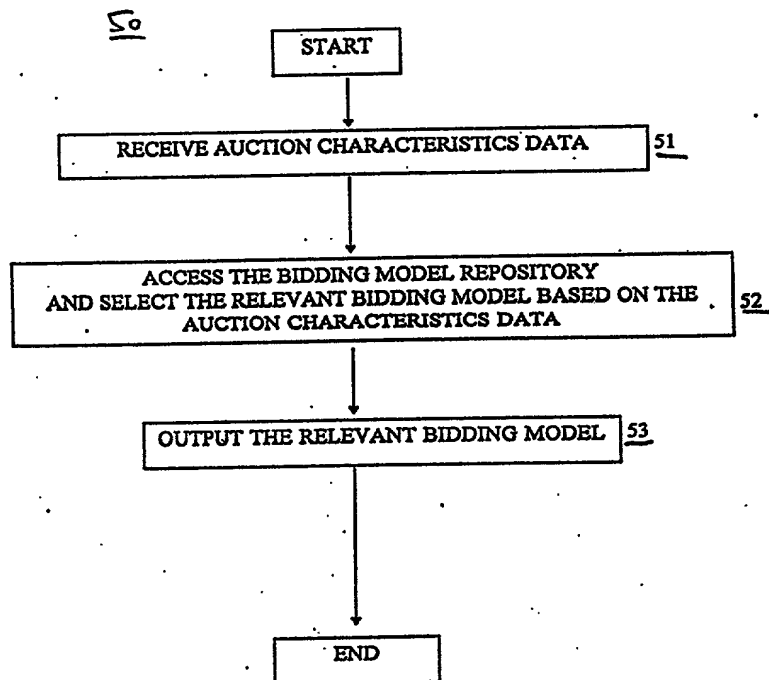 50
START
RECEIVE AUCTION CHARACTERISTICS DATA 51
ACCESS THE BIDDING MODEL REPOSITORY
AND SELECT THE RELEVANT BIDDING MODEL BASED ON THE
AUCTION CHARACTERISTICS DATA 52
OUTPUT THE RELEVANT BIDDING MODEL 53
END